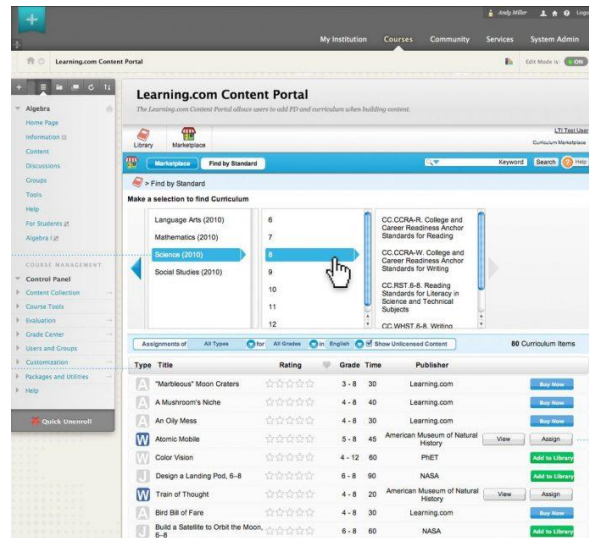 Andy Miller
Logo
My Institution Courses Community Services System Admin
Learning.com Content Portal
Edit Mode is: ON
Algebra
Home Page
Information
Content
Discussions
Groups
Tools
Help
For Students
Algebra I
COURSE MANAGEMENT
Control Panel
Content Collection
Course Tools
Evaluation
Grade Center
Users and Groups
Customization
Packages and Utilities
Help
Quick Unenroll
Learning.com Content Portal
The Learning.com Content Portal allows users to add PD and curriculum when building content.
Library Marketplace
LTI Test User
Curriculum Marketplace
Marketplace Find by Standard Keyword Search Help
> Find by Standard
Make a selection to find Curriculum
Language Arts (2010)
Mathematics (2010)
Science (2010)
Social Studies (2010)
6
7
8
9
10
11
12
CC.CCRA-R. College and
Career Readiness Anchor
Standards for Reading
CC.CCRA-W. College and
Career Readiness Anchor
Standards for Writing
CC.RST.6-8. Reading
Standards for Literacy in
Science and Technical
Subjects
CC.WHST.6-8. Writing
Assignments of All Types for All Grades in English Show Unlicensed Content 80 Curriculum items
Type Title Rating Grade Time Publisher
A "Marbleous" Moon Craters 3 - 8 30 Learning.com Buy Now
A A Mushroom's Niche 4 - 8 40 Learning.com Buy Now
A An Oily Mess 4 - 8 30 Learning.com Buy Now
W Atomic Mobile 5 - 8 45 American Museum of Natural History View Assign
W Color Vision 4 - 12 60 PhET Add to Library
J Design a Landing Pod, 6–8 6 - 8 90 NASA Add to Library
W Train of Thought 4 - 8 20 American Museum of Natural History View Assign
A Bird Bill of Fare 4 - 8 30 Learning.com Buy Now
J Build a Satellite to Orbit the Moon, 6–8 6 - 8 60 NASA Add to Library